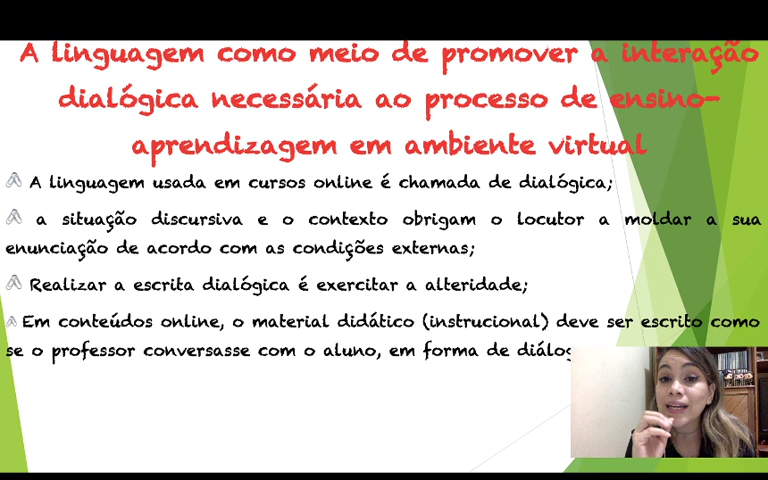 A linguagem como meio de promover a interação
dialógica necessária ao processo de ensino-
aprendizagem em ambiente virtual
A linguagem usada em cursos online é chamada de dialógica;
a situação discursiva e o contexto obrigam o locutor a moldar a sua
enunciação de acordo com as condições externas;
Realizar a escrita dialógica é exercitar a alteridade;
Em conteúdos online, o material didático (instrucional) deve ser escrito como
se o professor conversasse com o aluno, em forma de